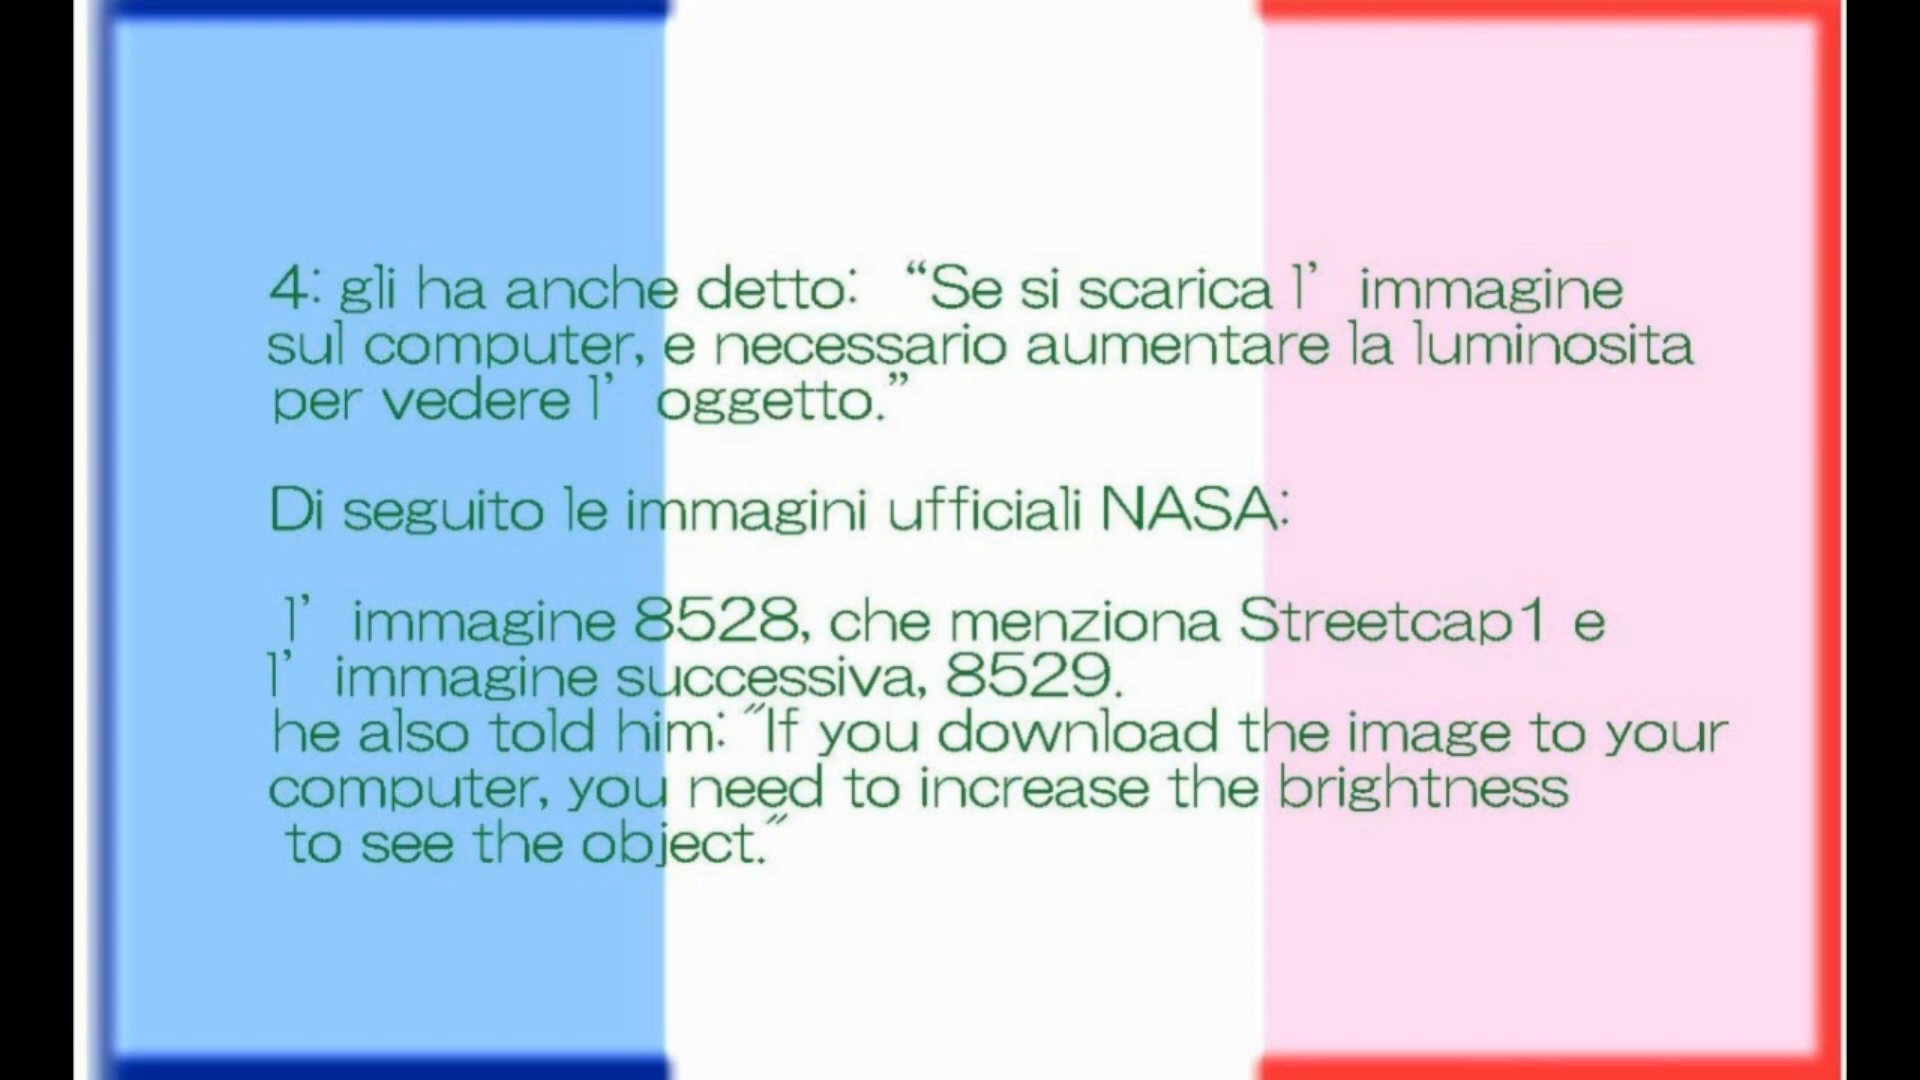 4: gli ha anche detto: “Se si scarica l’ immagine
sul computer, e necessario aumentare la luminosita
per vedere l’ oggetto.”
Di seguito le immagini ufficiali NASA:
l’ immagine 8528, che menziona Streetcap1 e
l’ immagine successiva, 8529.
he also told him: "If you download the image to your
computer, you need to increase the brightness
to see the object."